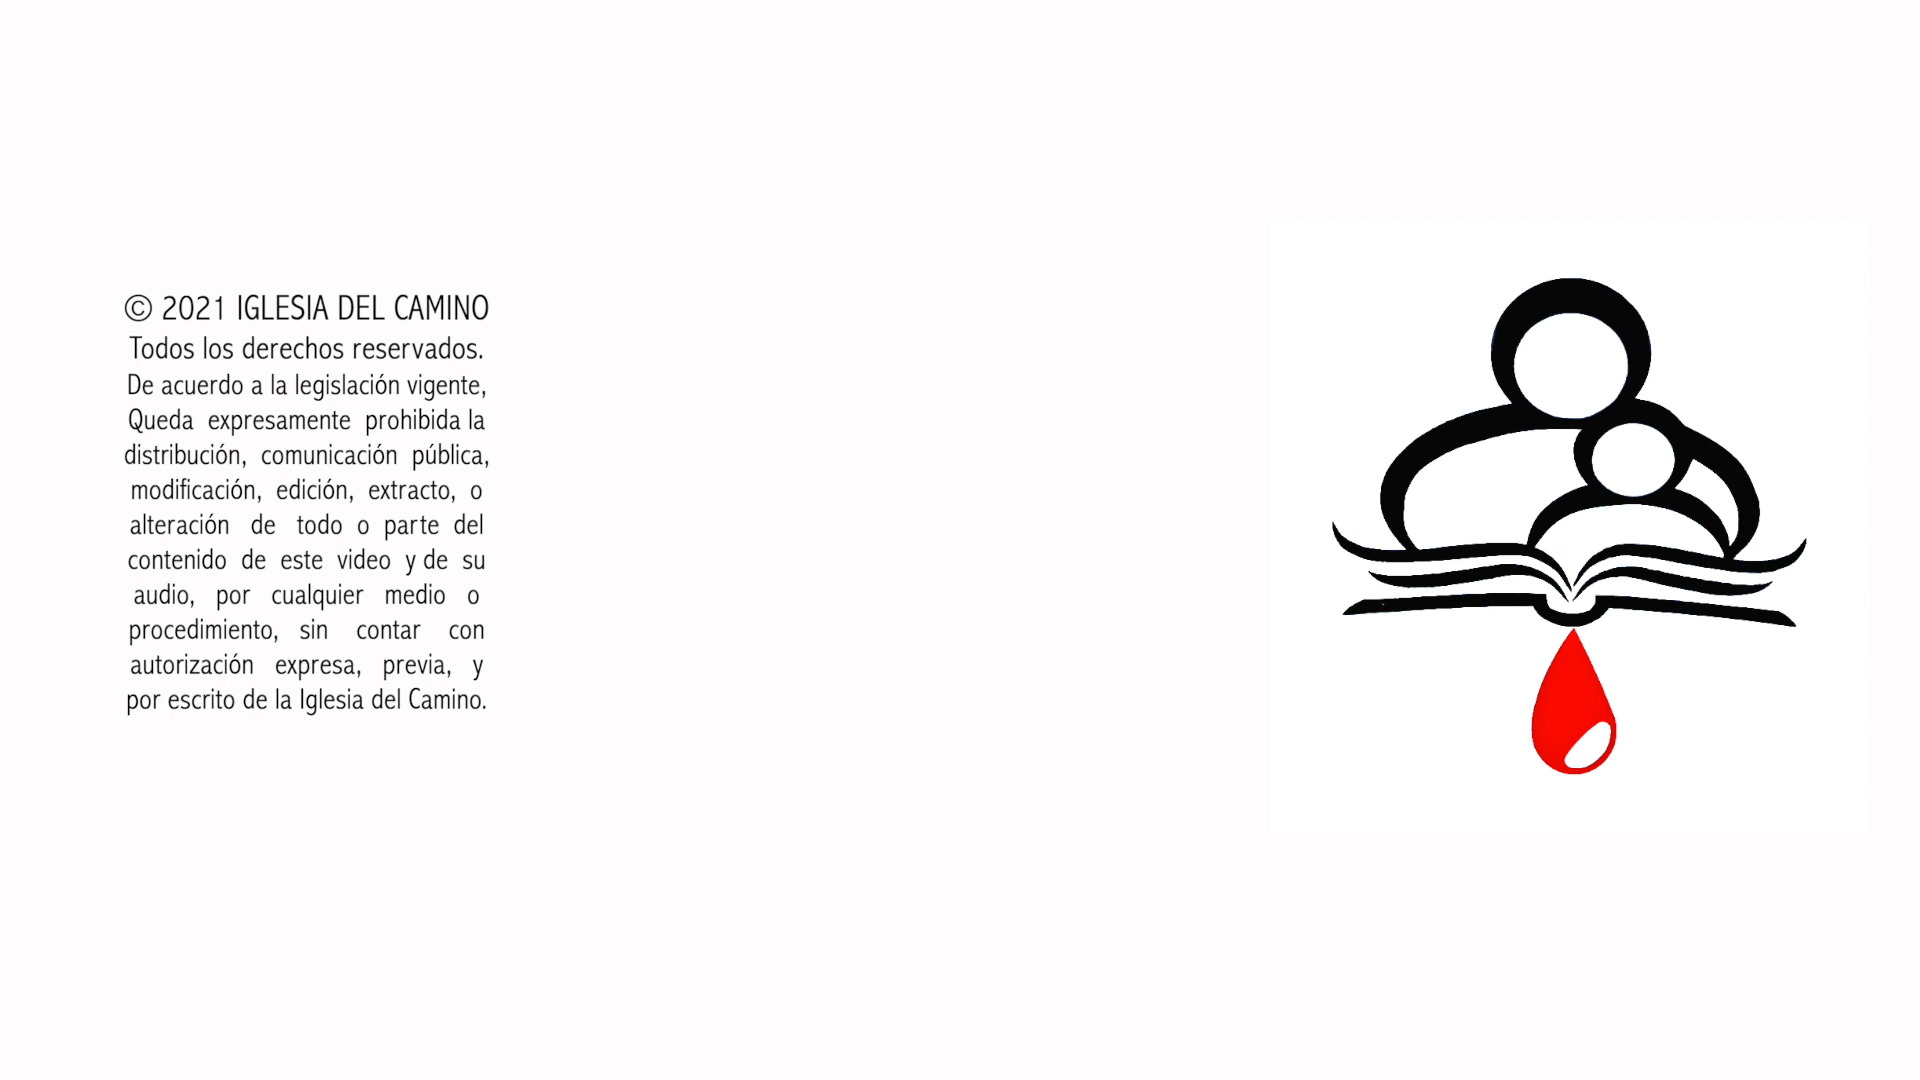 © 2021 IGLESIA DEL CAMINO
Todos los derechos reservados.
De acuerdo a la legislación vigente,
Queda expresamente prohibida la
distribución, comunicación pública,
modificación, edición, extracto, o
alteración de todo o parte del
contenido de este video y de su
audio, por cualquier medio o
procedimiento, sin contar con
autorización expresa, previa, y
por escrito de la Iglesia del Camino.